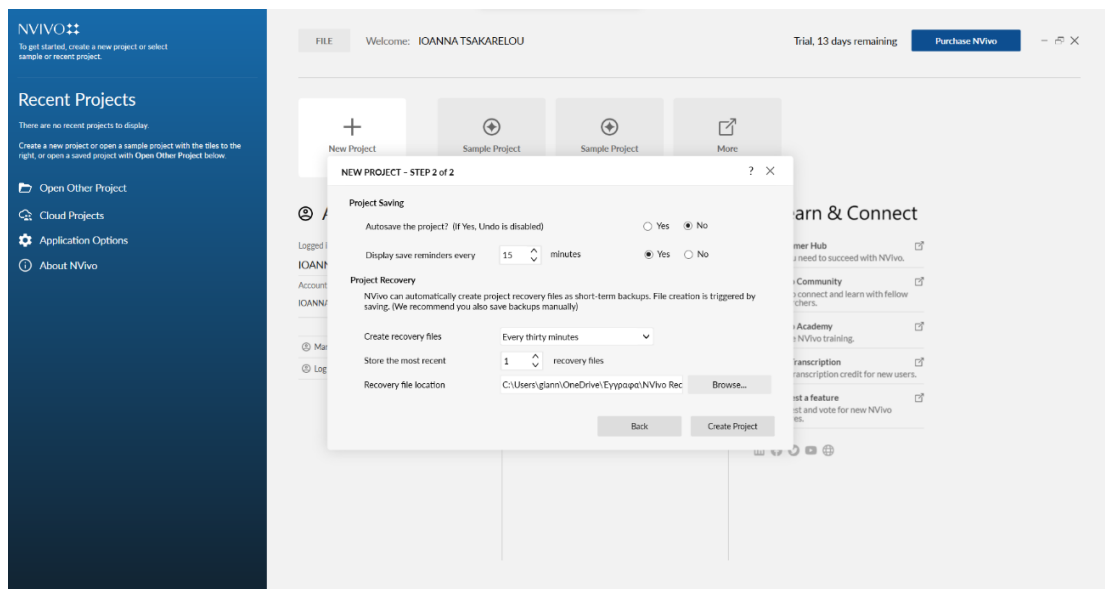 NVIVO
To get started, create a new project or select
sample or recent project.
Recent Projects
There are no recent projects to display.
Create a new project or open a sample project with the tiles to the
right, or open a saved project with Open Other Project below.
Open Other Project
Cloud Projects
Application Options
About NVivo
FILE Welcome: IOANNA TSAKARELOU Trial, 13 days remaining Purchase NVivo
New Project Sample Project Sample Project More
NEW PROJECT – STEP 2 of 2 ?
Project Saving
Autosave the project? (If Yes, Undo is disabled) Yes No
Display save reminders every 15 minutes Yes No
Project Recovery
NVivo can automatically create project recovery files as short-term backups. File creation is triggered by
saving. (We recommend you also save backups manually)
Create recovery files Every thirty minutes
Store the most recent 1 recovery files
Recovery file location C:\Users\giann\OneDrive\Έγγραφα\NVivo Rec Browse...
Back Create Project
Logged
IOANN
Account
IOANN
Mar
Log
arn & Connect
mer Hub
need to succeed with NVivo.
Community
connect and learn with fellow
chers.
Academy
NVivo training.
ranscription
ranscription credit for new users.
st a feature
st and vote for new NVivo
es.